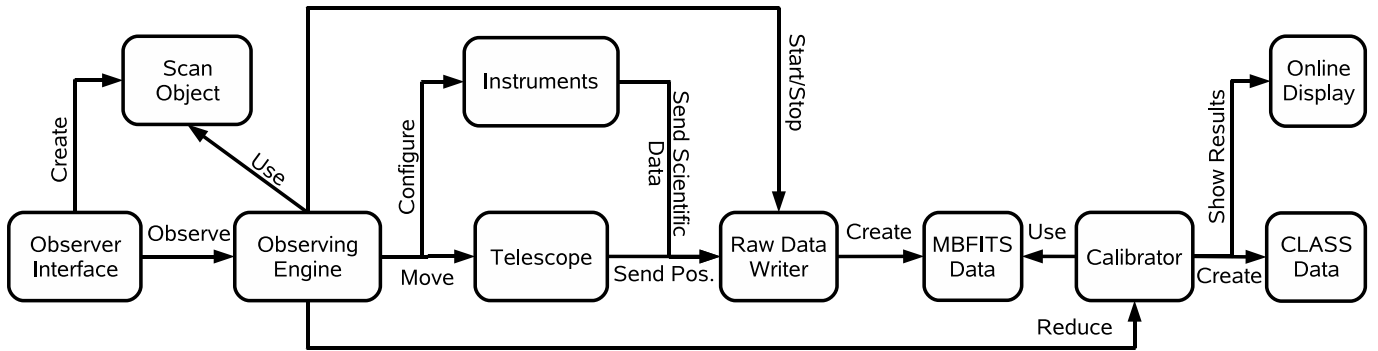 Scan
Object
Instruments
Online
Display
Create
Use
Configure
Send Scientific
Data
Start/Stop
Show Results
Observer
Interface
Observe
Observing
Engine
Move
Telescope
Send Pos.
Raw Data
Writer
Create
MBFITS
Data
Use
Calibrator
Create
CLASS
Data
Reduce